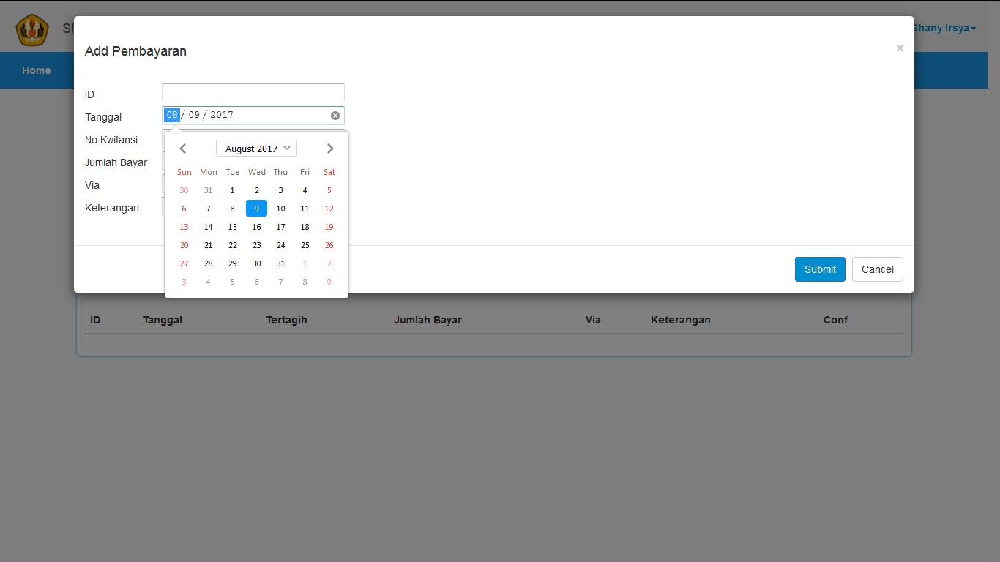 Add Pembayaran
×
Irsya
Home
ID
Tanggal 08 / 09 / 2017
No Kwitansi
Jumlah Bayar
Via
Keterangan
August 2017
Sun Mon Tue Wed Thu Fri Sat
30 31 1 2 3 4 5
6 7 8 9 10 11 12
13 14 15 16 17 18 19
20 21 22 23 24 25 26
27 28 29 30 31 1 2
3 4 5 6 7 8 9
Submit Cancel
ID Tanggal Tertagih Jumlah Bayar Via Keterangan Conf